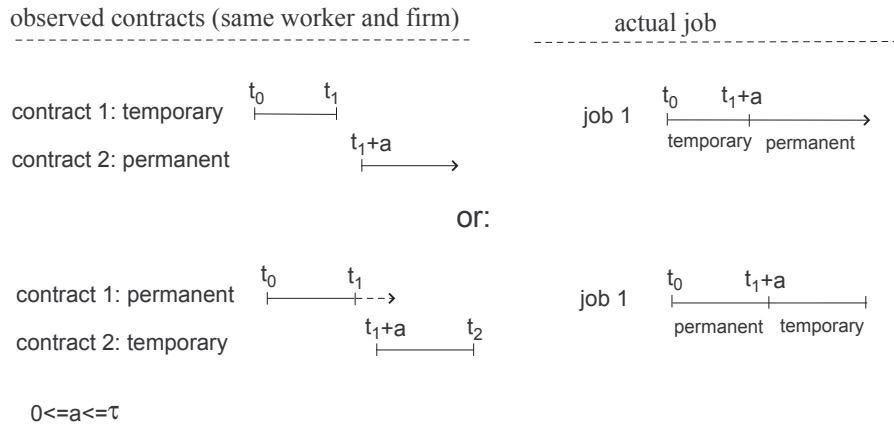 observed contracts (same worker and firm) actual job
t0 t1 t0 t1+a
contract 1: temporary job 1
temporary permanent
t1+a
contract 2: permanent
or:
t0 t1 t0 t1+a
contract 1: permanent job 1
t1+a t2 permanent temporary
contract 2: temporary
0<=a<=τ